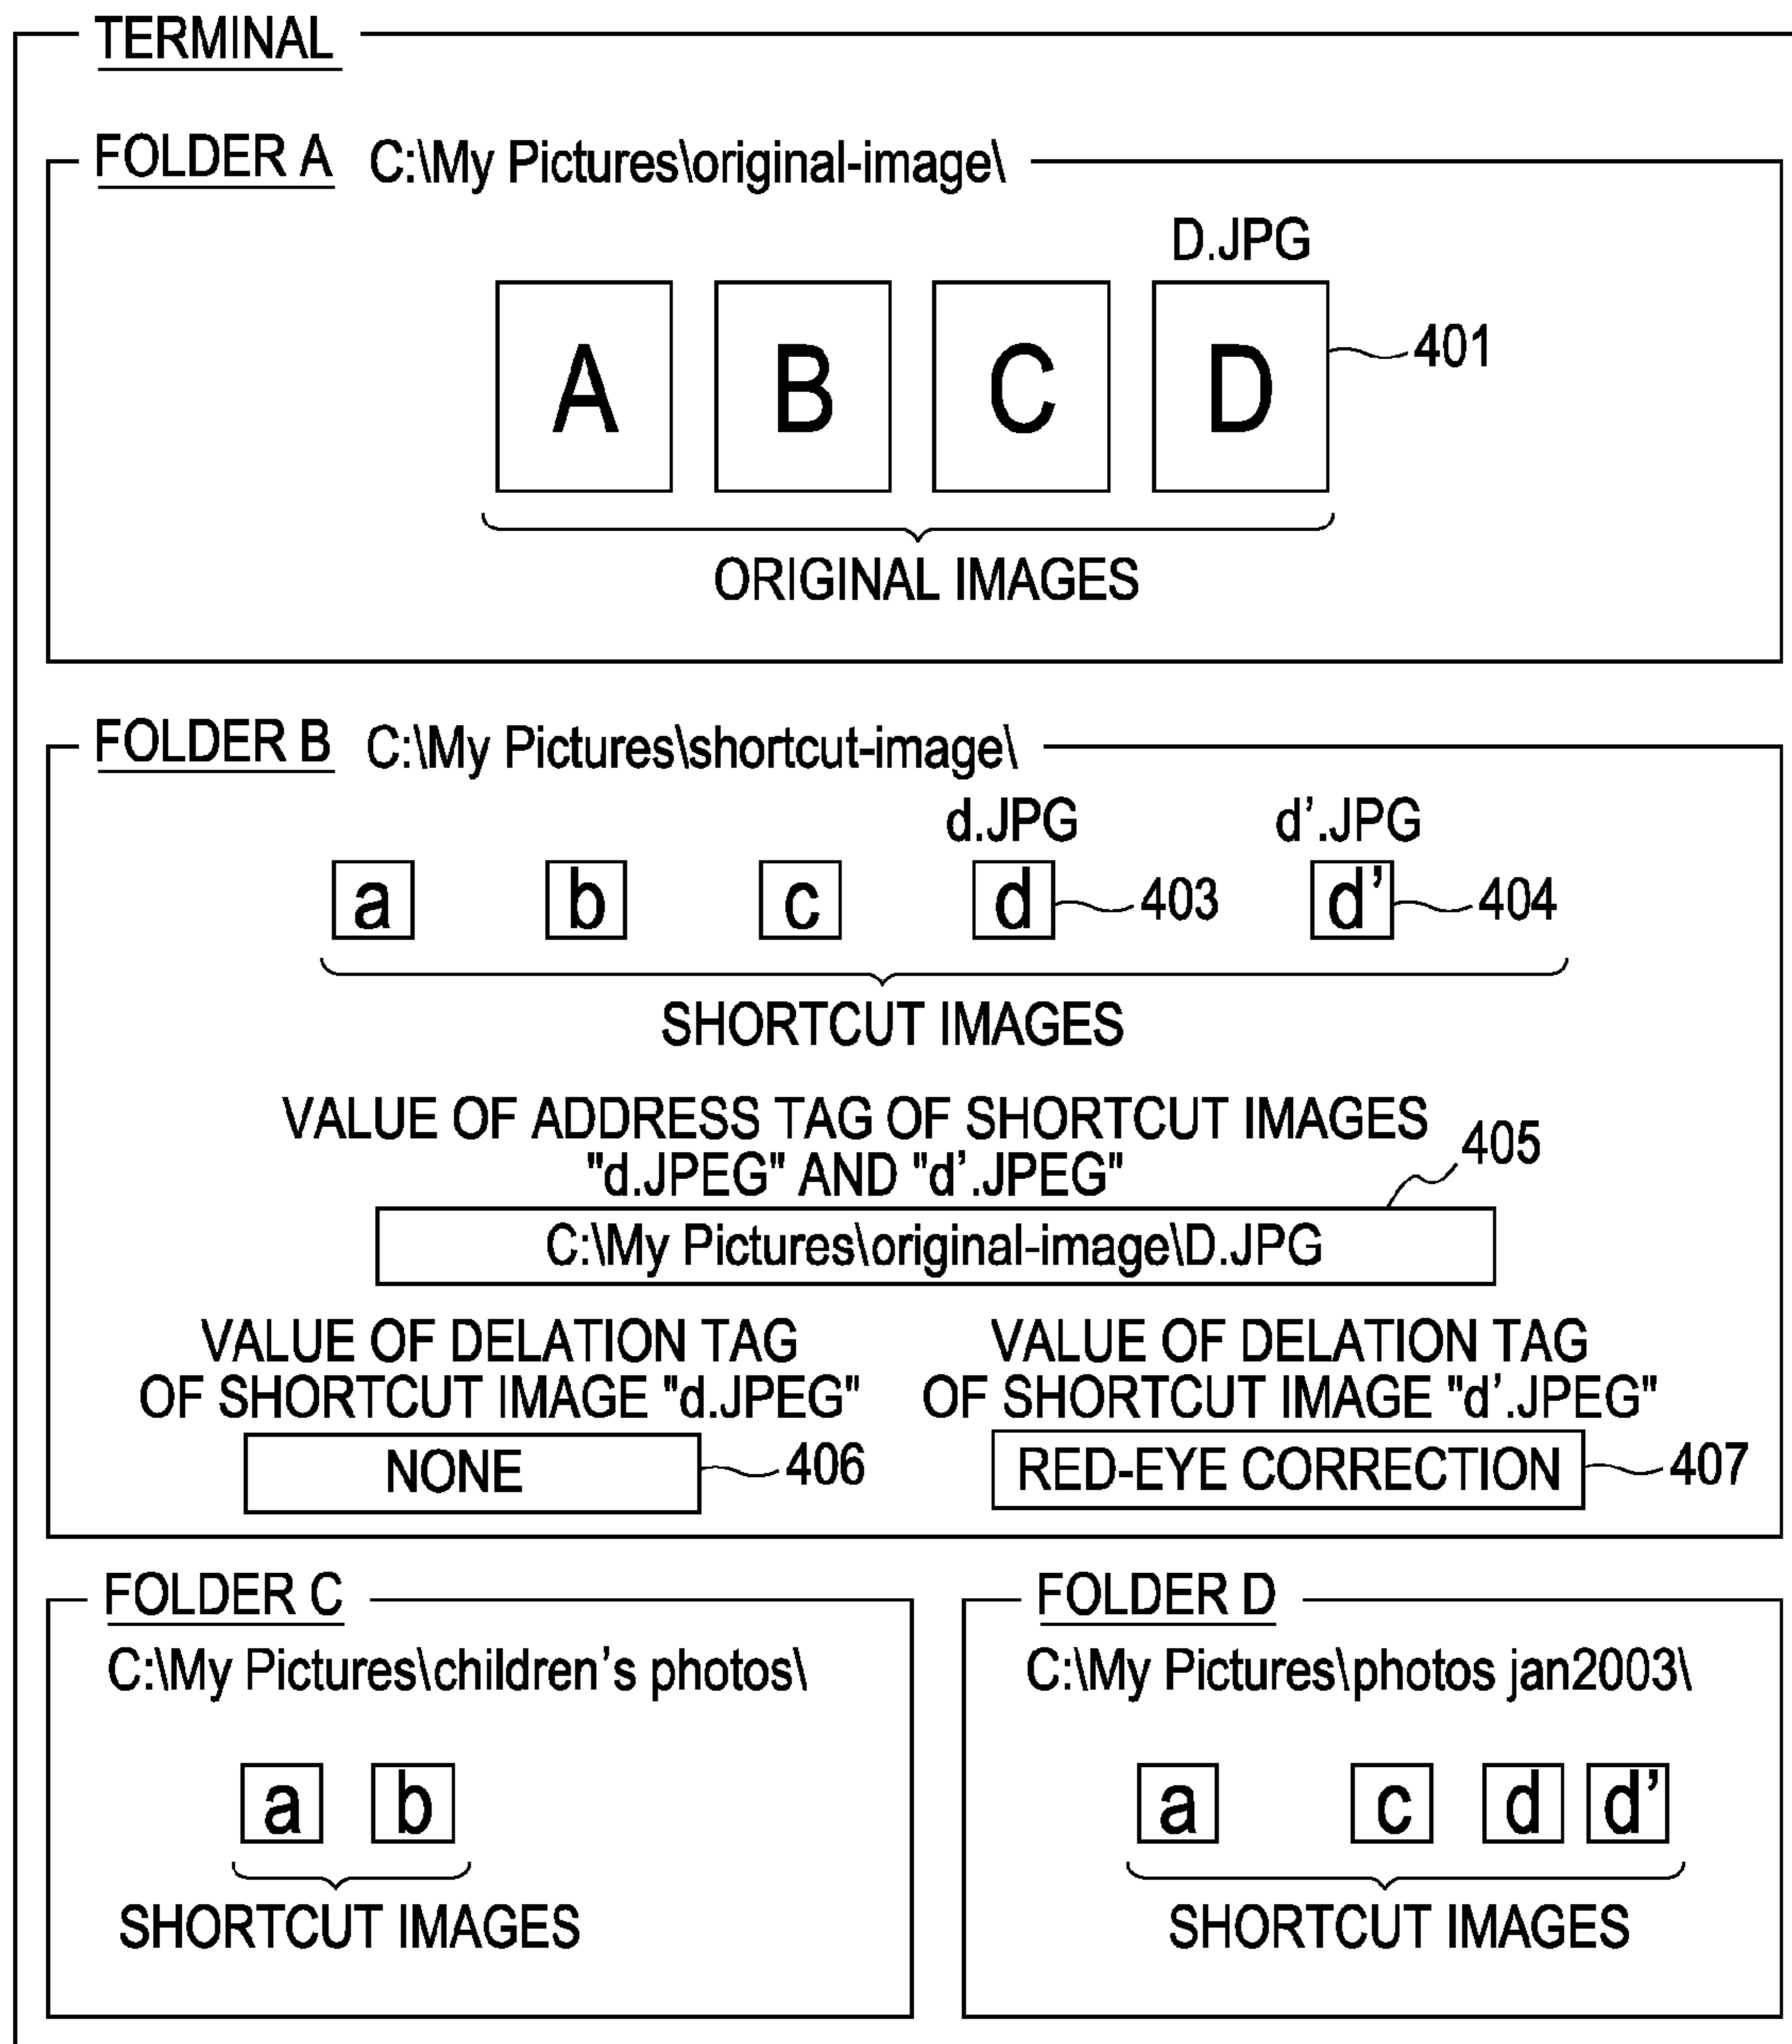 TERMINAL
FOLDER A C:\My Pictures\original-image\
D.JPG
A B C D 401
ORIGINAL IMAGES
FOLDER B C:\My Pictures\shortcut-image\
d.JPG d’.JPG
a b c d 403 d’ 404
SHORTCUT IMAGES
VALUE OF ADDRESS TAG OF SHORTCUT IMAGES
"d.JPEG" AND "d’.JPEG"
405
C:\My Pictures\original-image\D.JPG
VALUE OF DELATION TAG
OF SHORTCUT IMAGE "d.JPEG"
NONE 406
VALUE OF DELATION TAG
OF SHORTCUT IMAGE "d’.JPEG"
RED-EYE CORRECTION 407
FOLDER C
C:\My Pictures\children’s photos\
a b
SHORTCUT IMAGES
FOLDER D
C:\My Pictures\photos jan2003\
a c d d’
SHORTCUT IMAGES